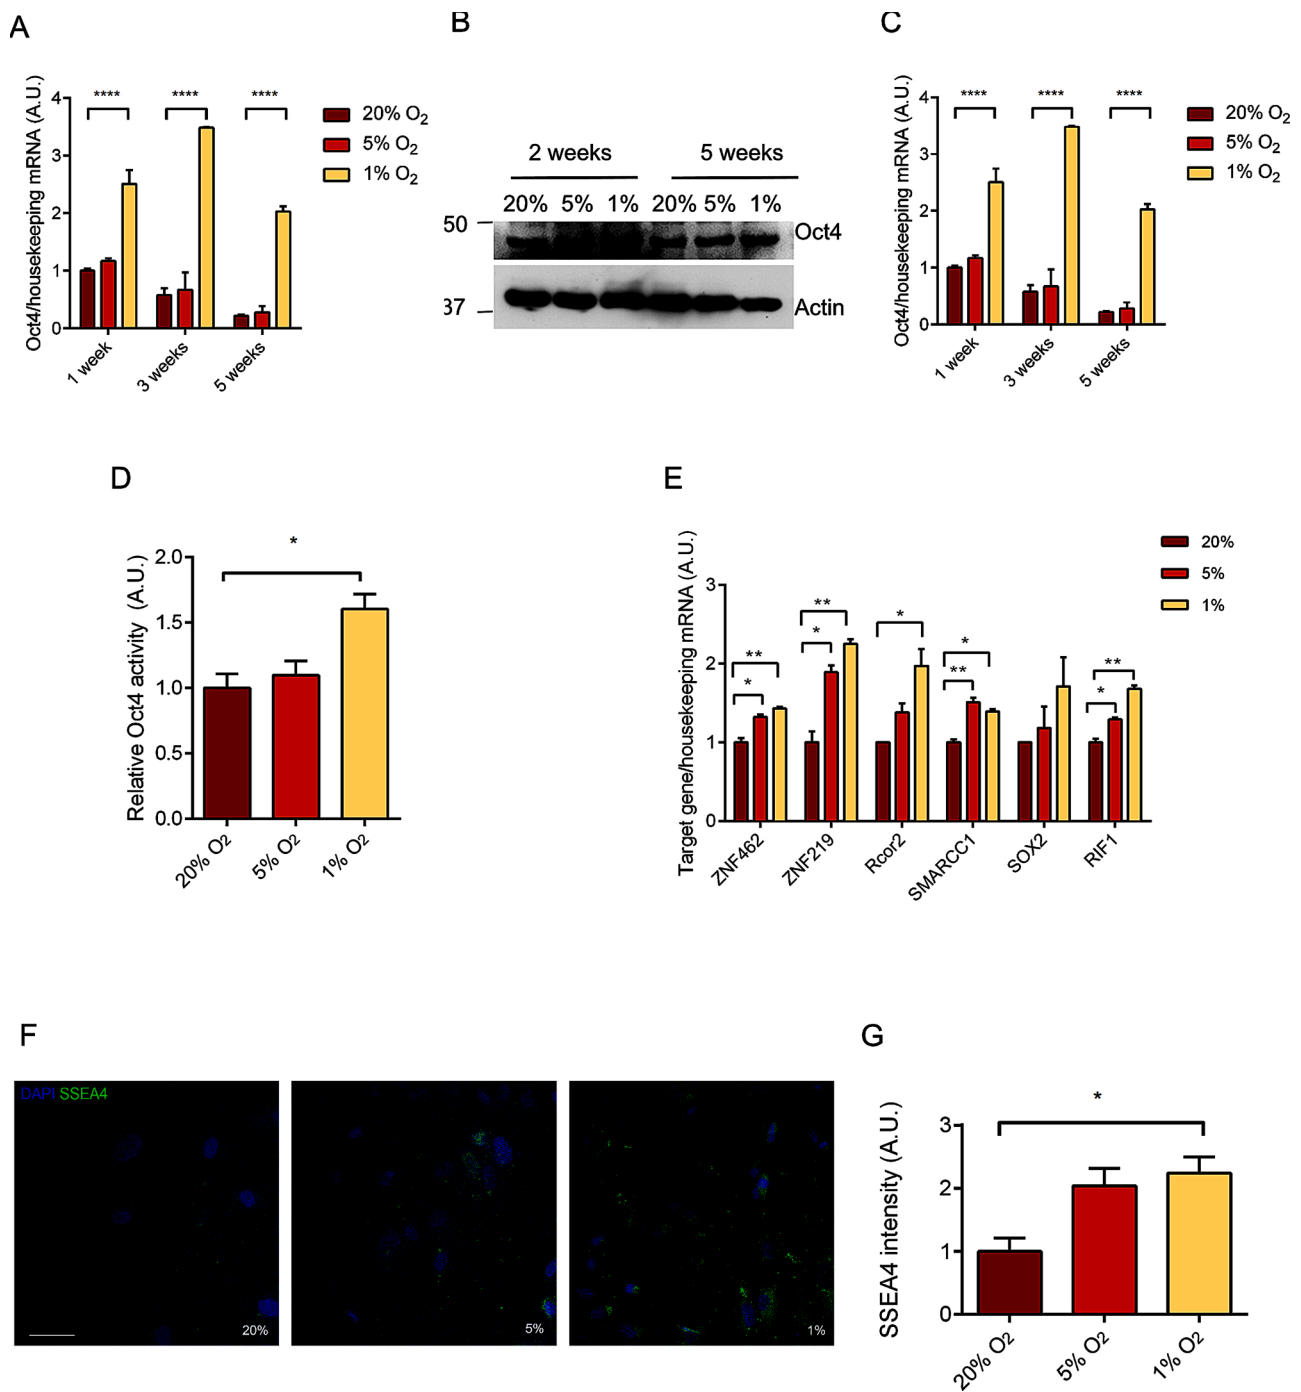 A
Oct4/housekeeping mRNA (A.U.)
4
3
2
1
0
****
****
****
1 week
3 weeks
5 weeks
20% O2
5% O2
1% O2
B
2 weeks
5 weeks
20% 5% 1% 20% 5% 1%
50
37
Oct4
Actin
C
Oct4/housekeeping mRNA (A.U.)
4
3
2
1
0
****
****
****
1 week
3 weeks
5 weeks
20% O2
5% O2
1% O2
D
Relative Oct4 activity (A.U.)
2.0
1.5
1.0
0.5
0.0
*
20% O2
5% O2
1% O2
E
Target gene/housekeeping mRNA (A.U.)
3
2
1
0
**
*
**
*
*
*
**
**
*
ZNF462
ZNF219
Rcor2
SMARCC1
SOX2
RIF1
20%
5%
1%
F
DAPI SSEA4
20%
5%
1%
G
SSEA4 intensity (A.U.)
3
2
1
0
*
20% O2
5% O2
1% O2